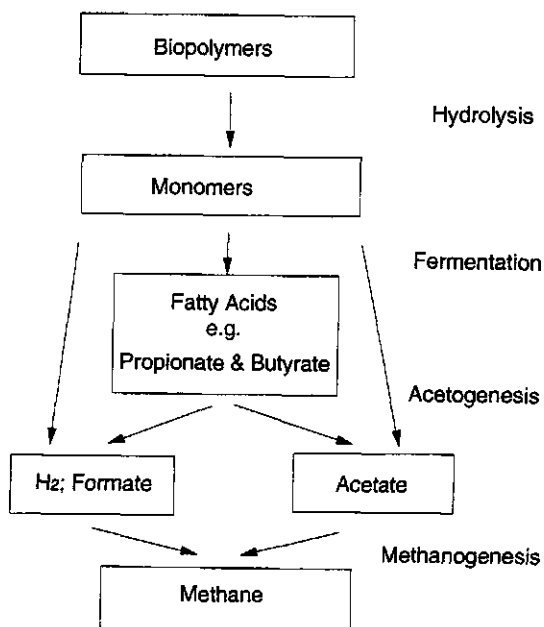 Biopolymers
Hydrolysis
Monomers
Fermentation
Fatty Acids
e.g.
Propionate & Butyrate
Acetogenesis
H2; Formate
Acetate
Methanogenesis
Methane